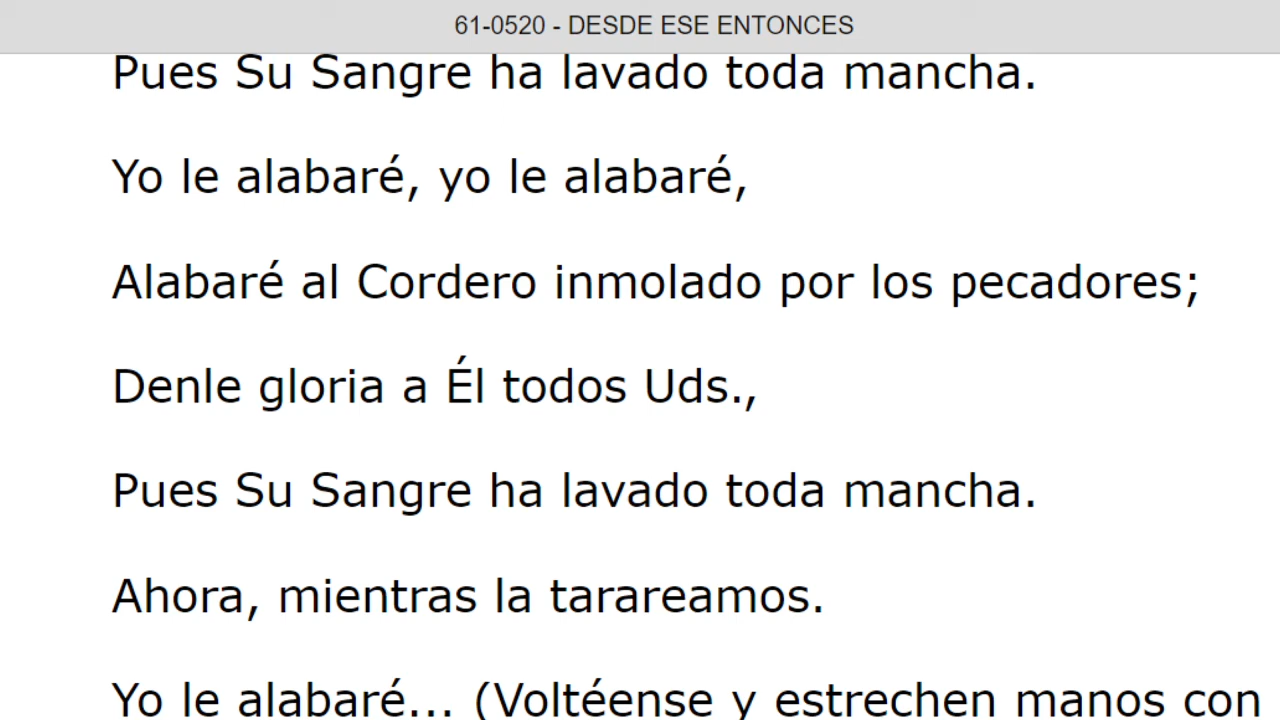 61-0520 - DESDE ESE ENTONCES
Pues Su Sangre ha lavado toda mancha.
Yo le alabaré, yo le alabaré,
Alabaré al Cordero inmolado por los pecadores;
Denle gloria a Él todos Uds.,
Pues Su Sangre ha lavado toda mancha.
Ahora, mientras la tarareamos.
Yo le alabaré... (Voltéense y estrechen manos con